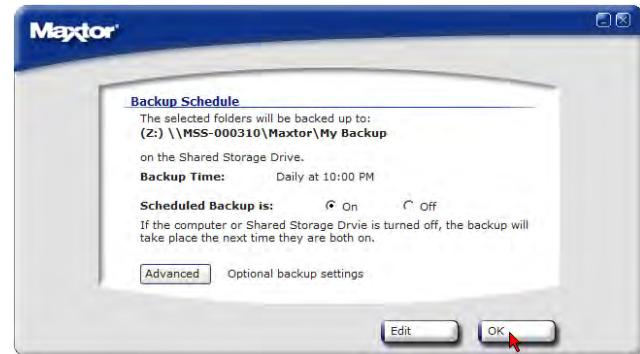 Maxtor
Backup Schedule
The selected folders will be backed up to:
(Z:) \\MSS-000310\Maxtor\My Backup
on the Shared Storage Drive.
Backup Time: Daily at 10:00 PM
Scheduled Backup is: On Off
If the computer or Shared Storage Drvie is turned off, the backup will
take place the next time they are both on.
Advanced Optional backup settings
Edit OK